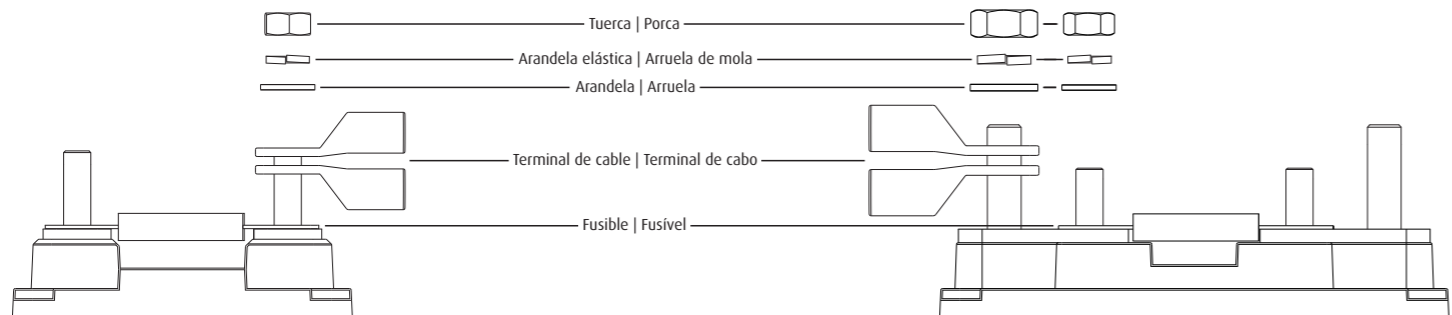 Tuerca | Porca
Arandela elástica | Arruela de mola
Arandela | Arruela
Terminal de cable | Terminal de cabo
Fusible | Fusível